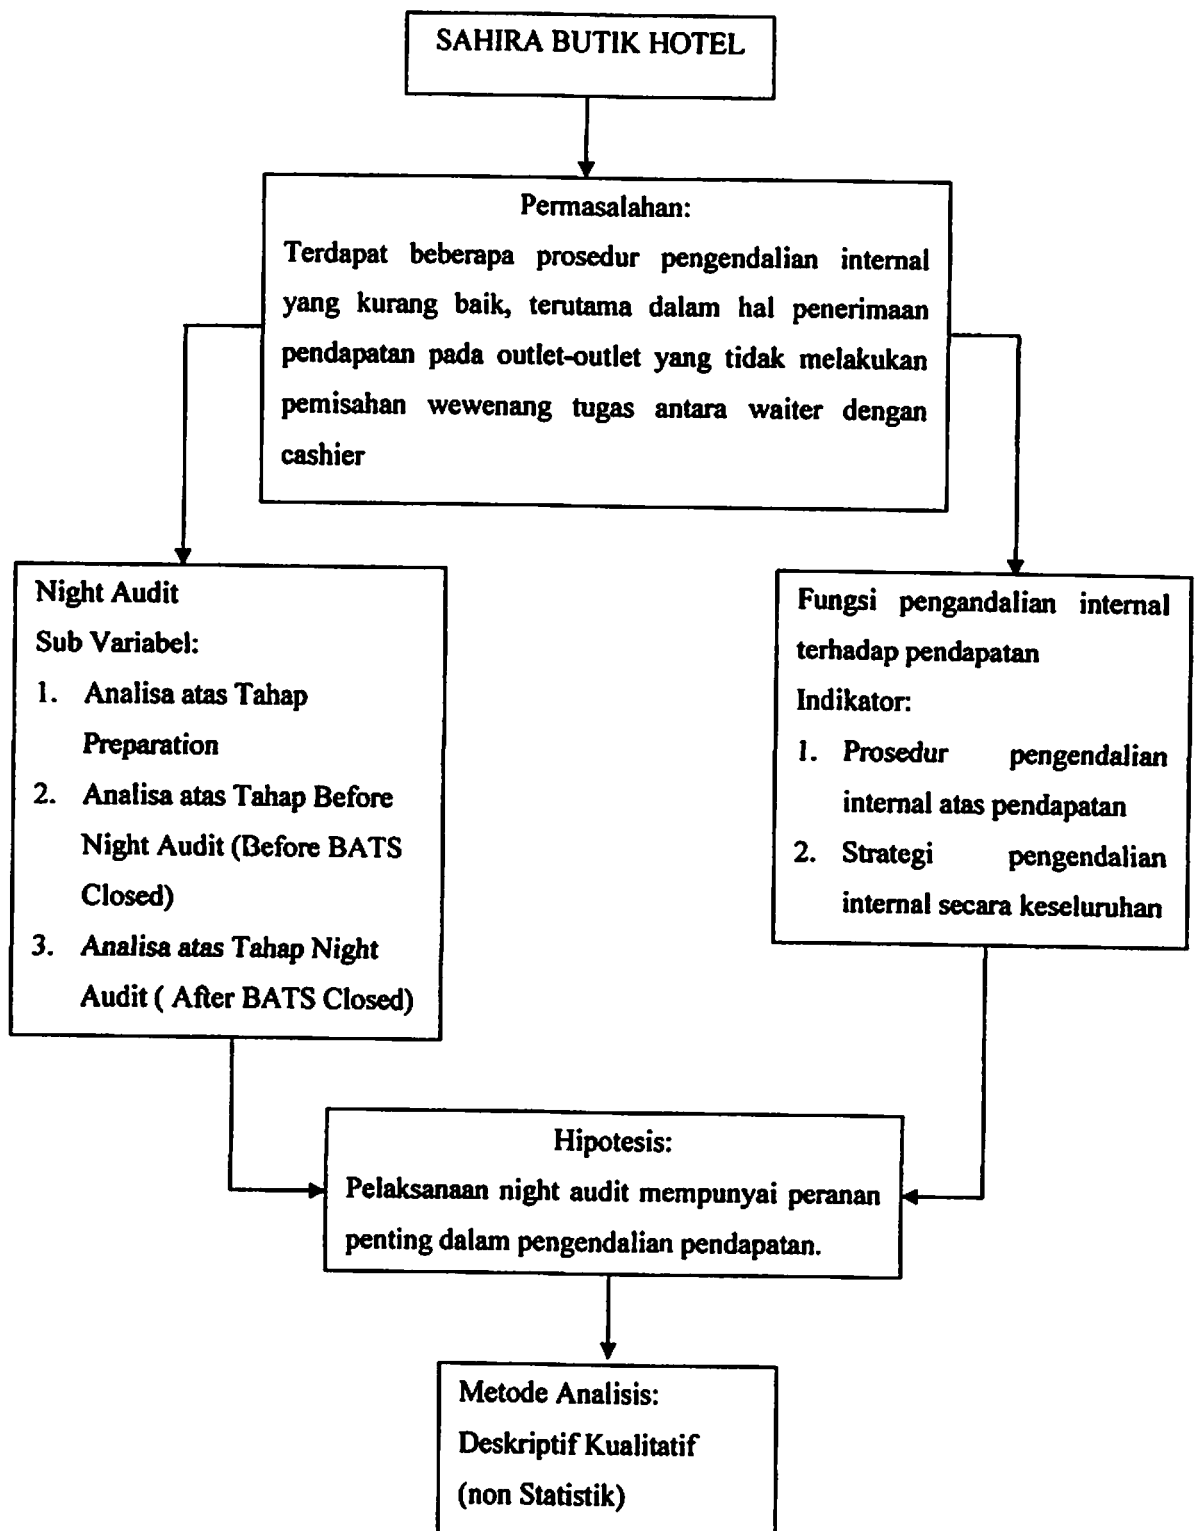 SAHIRA BUTIK HOTEL
Permasalahan:
Terdapat beberapa prosedur pengendalian internal
yang kurang baik, terutama dalam hal penerimaan
pendapatan pada outlet-outlet yang tidak melakukan
pemisahan wewenang tugas antara waiter dengan
cashier
Night Audit
Sub Variabel:
1. Analisa atas Tahap
Preparation
2. Analisa atas Tahap Before
Night Audit (Before BATS
Closed)
3. Analisa atas Tahap Night
Audit ( After BATS Closed)
Fungsi pengandalian internal
terhadap pendapatan
Indikator:
1. Prosedur pengendalian
internal atas pendapatan
2. Strategi pengendalian
internal secara keseluruhan
Hipotesis:
Pelaksanaan night audit mempunyai peranan
penting dalam pengendalian pendapatan.
Metode Analisis:
Deskriptif Kualitatif
(non Statistik)